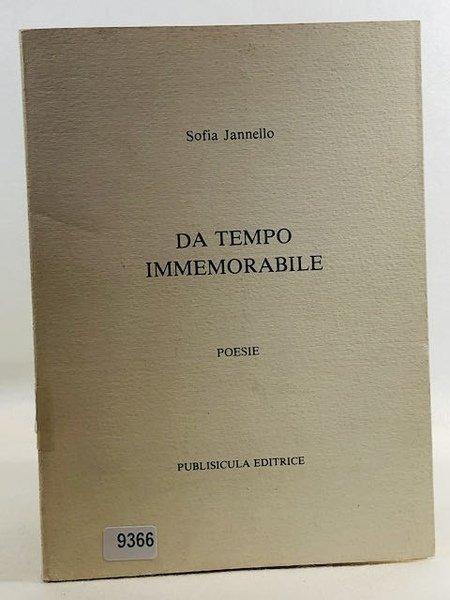 Sofia Jannello
DA TEMPO
IMMEMORABILE
POESIE
PUBLISICULA EDITRICE
9366